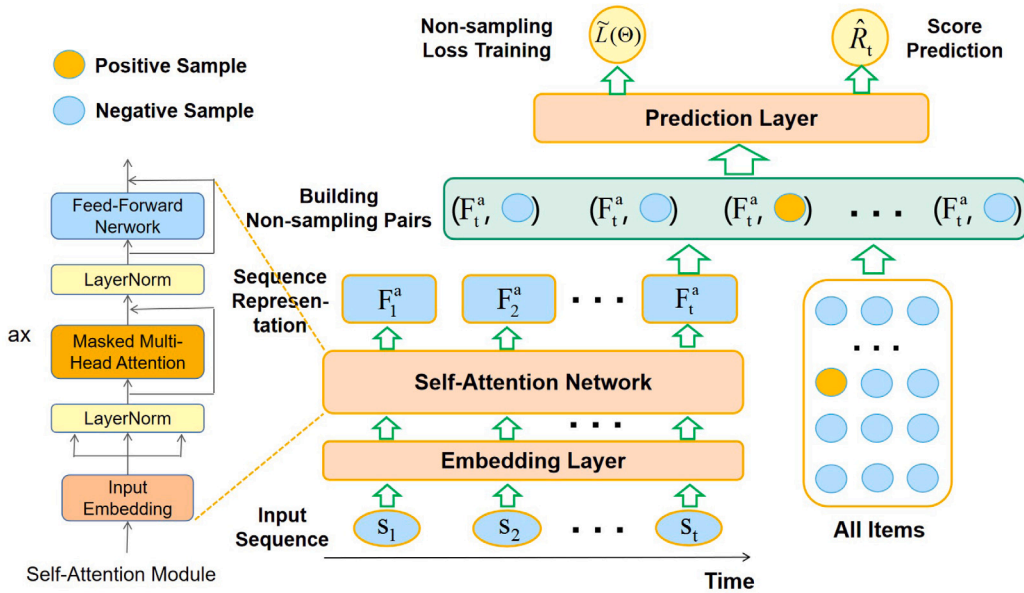 Non-sampling
Loss Training
L̃(Θ)
R̂ₜ
Score
Prediction
Positive Sample
Negative Sample
Prediction Layer
Building
Non-sampling Pairs
(Fₜᵃ, ) (Fₜᵃ, ) (Fₜᵃ, ) ... (Fₜᵃ, )
Feed-Forward
Nerwork
LayerNorm
ax
Masked Multi-
Head Attention
LayerNorm
Input
Embedding
Self-Attention Module
Sequence
Represen-
tation
F₁ᵃ F₂ᵃ ... Fₜᵃ
Self-Attention Network
...
Embedding Layer
Input
Sequence
S₁ S₂ ... Sₜ
Time
...
All Items